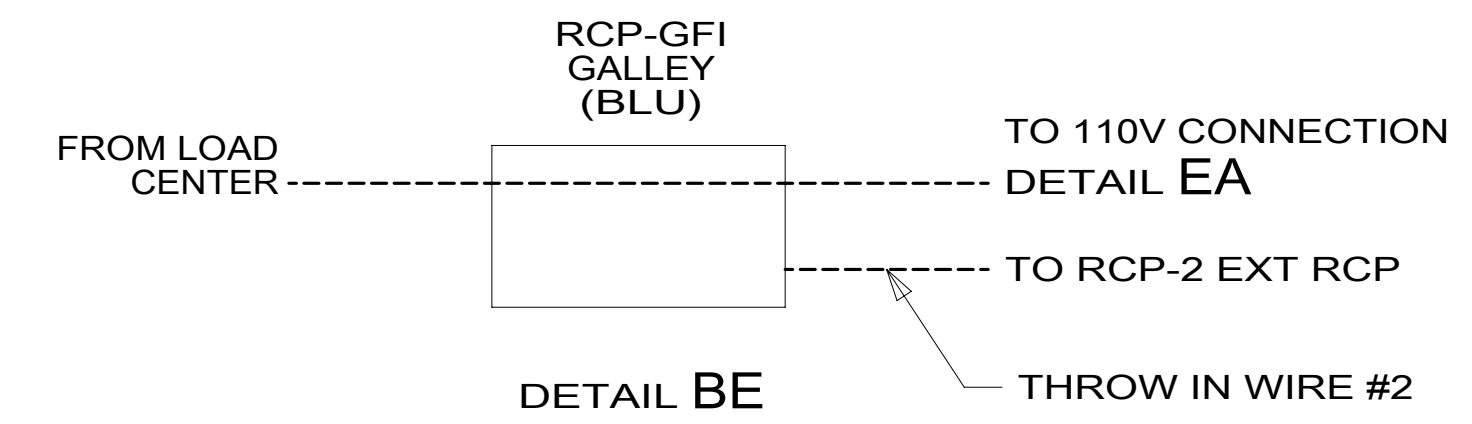 RCP-GFI
GALLEY
(BLU)
FROM LOAD
CENTER
TO 110V CONNECTION
DETAIL EA
TO RCP-2 EXT RCP
THROW IN WIRE #2
DETAIL BE